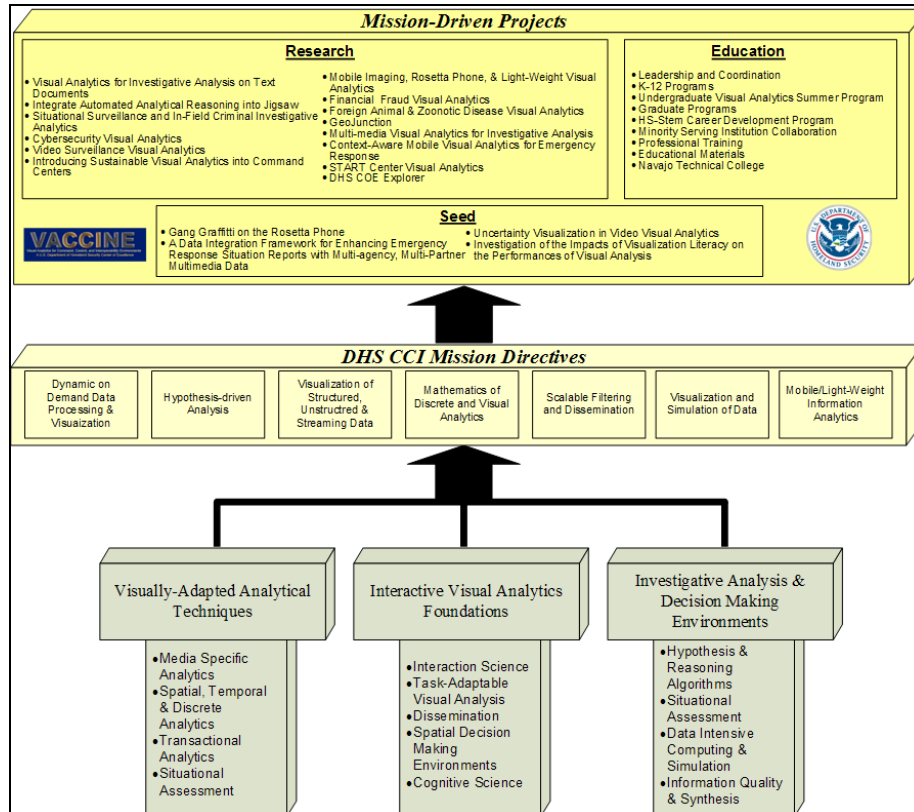 Mission-Driven Projects
Research
• Visual Analytics for Investigative Analysis on Text
Documents
• Integrate Automated Analytical Reasoning into Jigsaw
• Situational Surveillance and In-Field Criminal Investigative
Analytics
• Cybersecurity Visual Analytics
• Video Surveillance Visual Analytics
• Introducing Sustainable Visual Analytics into Command
Centers
• Mobile Imaging, Rosetta Phone, & Light-Weight Visual
Analytics
• Financial Fraud Visual Analytics
• Foreign Animal & Zoonotic Disease Visual Analytics
• GeoJunction
• Multi-media Visual Analytics for Investigative Analysis
• Context-Aware Mobile Visual Analytics for Emergency
Response
• START Center Visual Analytics
• DHS COE Explorer
Education
• Leadership and Coordination
• K-12 Programs
• Undergraduate Visual Analytics Summer Program
• Graduate Programs
• HS-Stem Career Development Program
• Minority Serving Institution Collaboration
• Professional Training
• Educational Materials
• Navajo Technical College
VACCINE
Seed
• Gang Graffiti on the Rosetta Phone
• A Data Integration Framework for Enhancing Emergency
Response Situation Reports with Multi-agency, Multi-Partner
Multimedia Data
• Uncertainty Visualization in Video Visual Analytics
• Investigation of the Impacts of Visualization Literacy on
the Performances of Visual Analysis
U.S. DEPARTMENT OF
HOMELAND SECURITY
DHS CCI Mission Directives
Dynamic on
Demand Data
Processing &
Visuaization
Hypothesis-driven
Analysis
Visualization of
Structured,
Unstructred &
Streaming Data
Mathematics of
Discrete and Visual
Analytics
Scalable Filtering
and Dissemination
Visualization and
Simulation of Data
Mobile/Light-Weight
Information
Analytics
Visually-Adapted Analytical
Techniques
• Media Specific
Analytics
• Spatial, Temporal
& Discrete
Analytics
• Transactional
Analytics
• Situational
Assessment
Interactive Visual Analytics
Foundations
• Interaction Science
• Task-Adaptable
Visual Analysis
• Dissemination
• Spatial Decision
Making
Environments
• Cognitive Science
Investigative Analysis &
Decision Making
Environments
• Hypothesis &
Reasoning
Algorithms
• Situational
Assessment
• Data Intensive
Computing &
Simulation
• Information Quality
& Synthesis